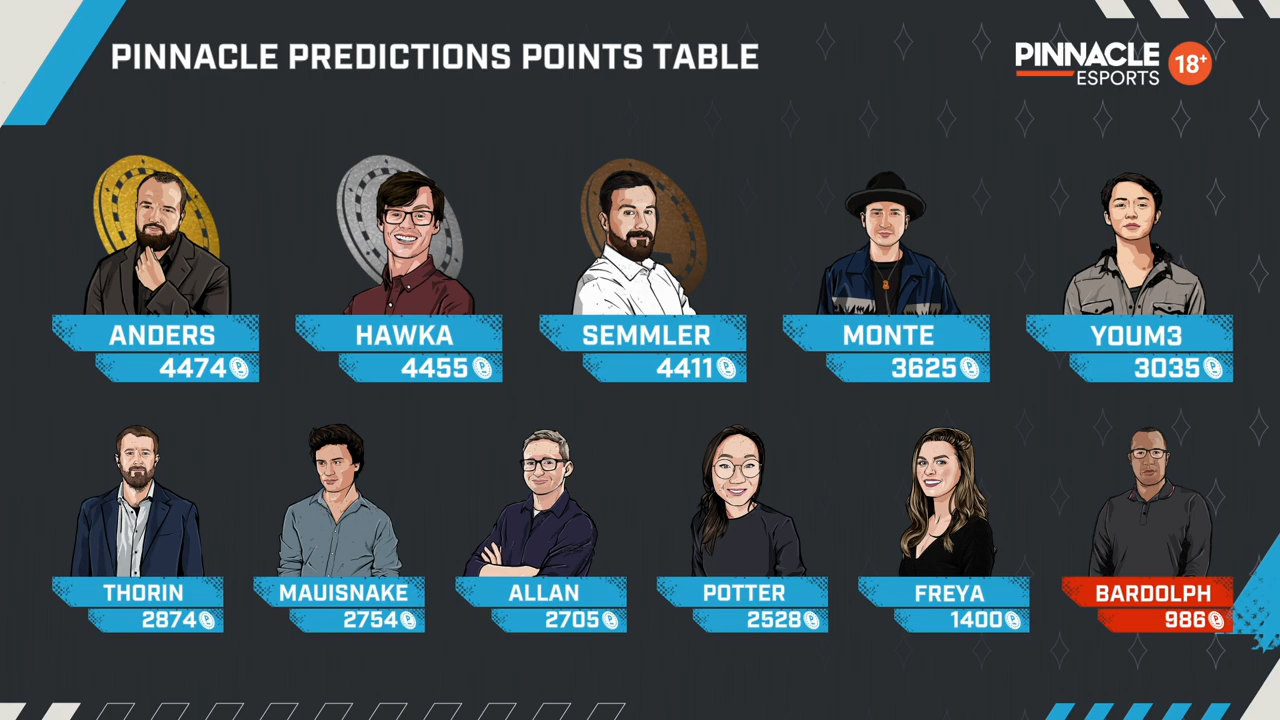 PINNACLE PREDICTIONS POINTS TABLE
PINNACLE
ESPORTS
18+
ANDERS
4474
HAWKA
4455
SEMMLER
4411
MONTE
3625
YOUM3
3035
THORIN
2874
MAUISNAKE
2754
ALLAN
2705
POTTER
2528
FREYA
1400
BARDOLPH
986